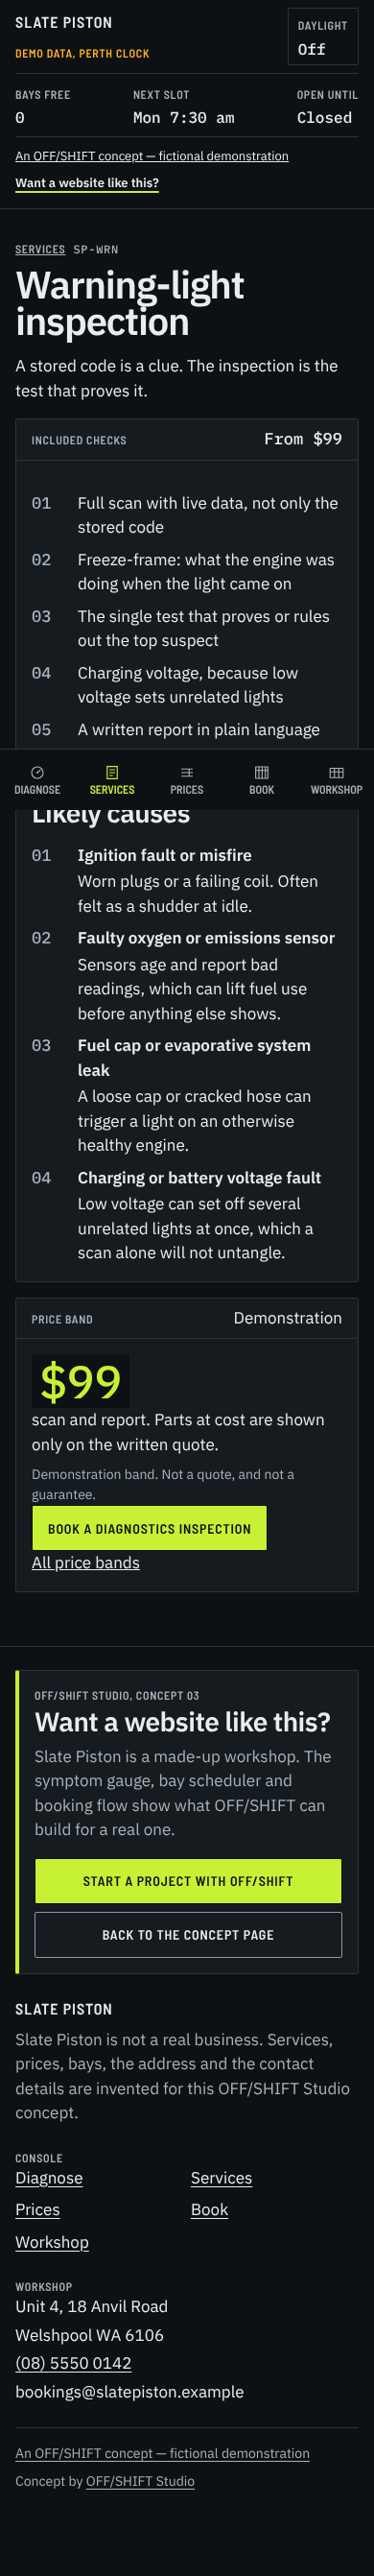 SLATE PISTON
DEMO DATA, PERTH CLOCK
DAYLIGHT
Off
BAYS FREE
0
NEXT SLOT
Mon 7:30 am
OPEN UNTIL
Closed
An OFF/SHIFT concept — fictional demonstration
Want a website like this?
SERVICES SP-WRN
Warning-light
inspection
A stored code is a clue. The inspection is the
test that proves it.
INCLUDED CHECKS
From $99
01 Full scan with live data, not only the
stored code
02 Freeze-frame: what the engine was
doing when the light came on
03 The single test that proves or rules
out the top suspect
04 Charging voltage, because low
voltage sets unrelated lights
05 A written report in plain language
DIAGNOSE
SERVICES
PRICES
BOOK
WORKSHOP
Likely causes
01 Ignition fault or misfire
Worn plugs or a failing coil. Often
felt as a shudder at idle.
02 Faulty oxygen or emissions sensor
Sensors age and report bad
readings, which can lift fuel use
before anything else shows.
03 Fuel cap or evaporative system
leak
A loose cap or cracked hose can
trigger a light on an otherwise
healthy engine.
04 Charging or battery voltage fault
Low voltage can set off several
unrelated lights at once, which a
scan alone will not untangle.
PRICE BAND
Demonstration
$99
scan and report. Parts at cost are shown
only on the written quote.
Demonstration band. Not a quote, and not a
guarantee.
BOOK A DIAGNOSTICS INSPECTION
All price bands
OFF/SHIFT STUDIO, CONCEPT 03
Want a website like this?
Slate Piston is a made-up workshop. The
symptom gauge, bay scheduler and
booking flow show what OFF/SHIFT can
build for a real one.
START A PROJECT WITH OFF/SHIFT
BACK TO THE CONCEPT PAGE
SLATE PISTON
Slate Piston is not a real business. Services,
prices, bays, the address and the contact
details are invented for this OFF/SHIFT Studio
concept.
CONSOLE
Diagnose
Services
Prices
Book
Workshop
WORKSHOP
Unit 4, 18 Anvil Road
Welshpool WA 6106
(08) 5550 0142
bookings@slatepiston.example
An OFF/SHIFT concept — fictional demonstration
Concept by OFF/SHIFT Studio